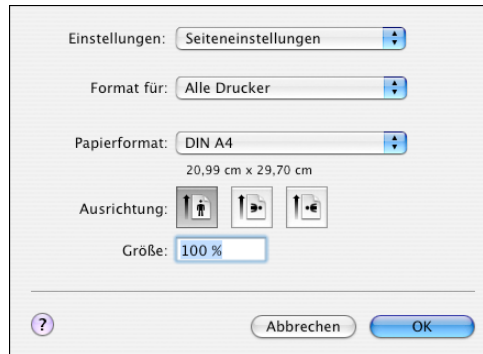 Einstellungen: Seiteneinstellungen
Format für: Alle Drucker
Papierformat: DIN A4
20,99 cm x 29,70 cm
Ausrichtung:
Größe: 100 %
? Abbrechen OK